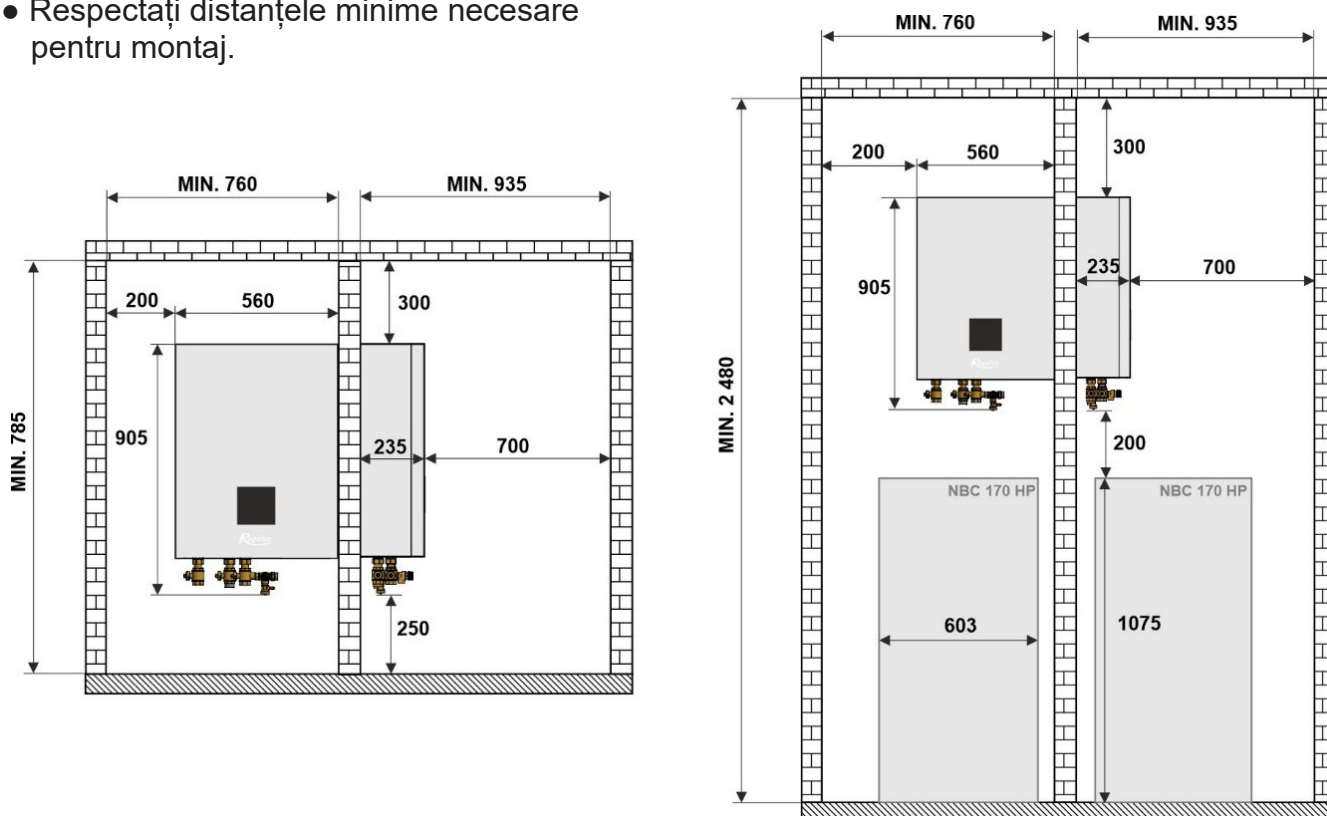 ● Respectați distanțele minime necesare
pentru montaj.
MIN. 760
MIN. 935
200
560
300
MIN. 785
905
235
700
Regulus
250
MIN. 760
MIN. 935
200
560
300
MIN. 2 480
905
235
700
Regulus
200
NBC 170 HP
NBC 170 HP
603
1075